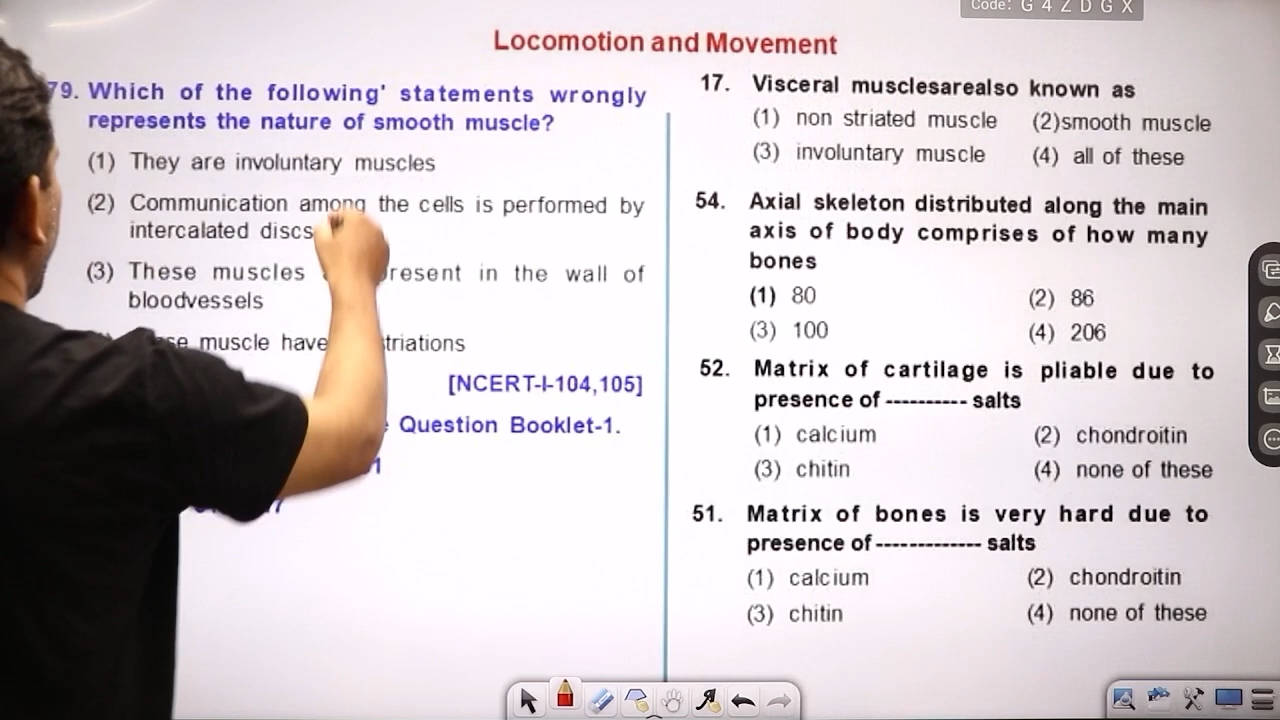 Code: G 4 Z D G X
Locomotion and Movement
79. Which of the following' statements wrongly
represents the nature of smooth muscle?
(1) They are involuntary muscles
(2) Communication among the cells is performed by
intercalated discs
(3) These muscles present in the wall of
bloodvessels
muscle have striations
[NCERT-I-104,105]
Question Booklet-1.
17. Visceral musclesarealso known as
(1) non striated muscle (2)smooth muscle
(3) involuntary muscle (4) all of these
54. Axial skeleton distributed along the main
axis of body comprises of how many
bones
(1) 80 (2) 86
(3) 100 (4) 206
52. Matrix of cartilage is pliable due to
presence of ---------- salts
(1) calcium (2) chondroitin
(3) chitin (4) none of these
51. Matrix of bones is very hard due to
presence of ------------- salts
(1) calcium (2) chondroitin
(3) chitin (4) none of these